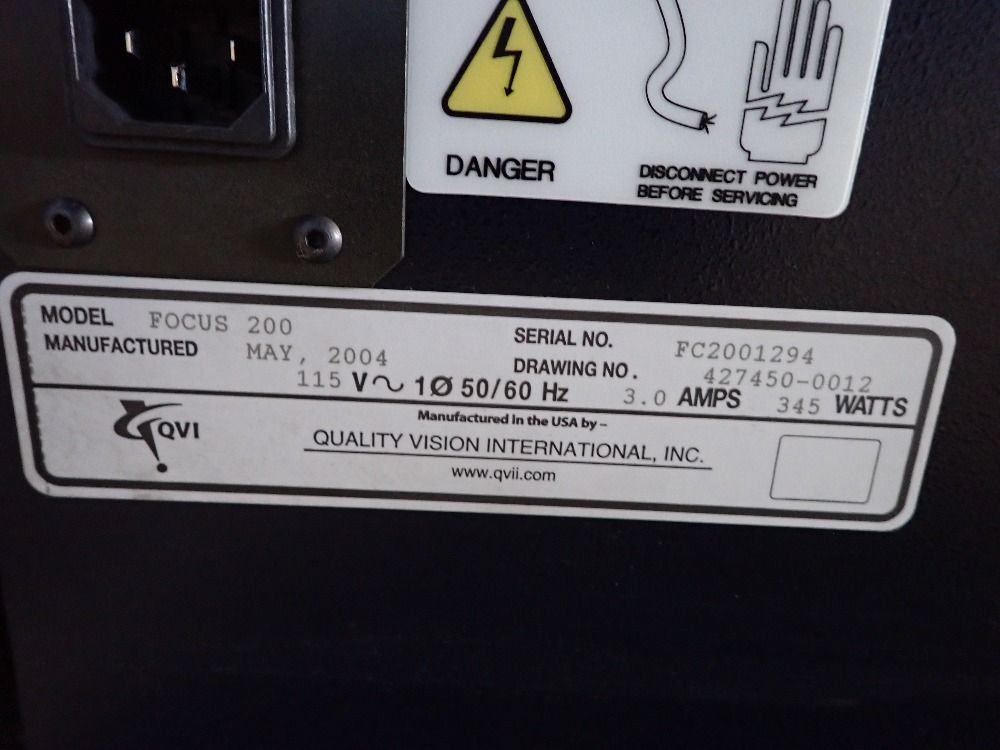 DANGER
DISCONNECT POWER
BEFORE SERVICING
MODEL FOCUS 200 SERIAL NO. FC2001294
MANUFACTURED MAY, 2004 DRAWING NO. 427450-0012
115 V~ 1Ø 50/60 Hz 3.0 AMPS 345 WATTS
QVI
Manufactured in the USA by –
QUALITY VISION INTERNATIONAL, INC.
www.qvii.com